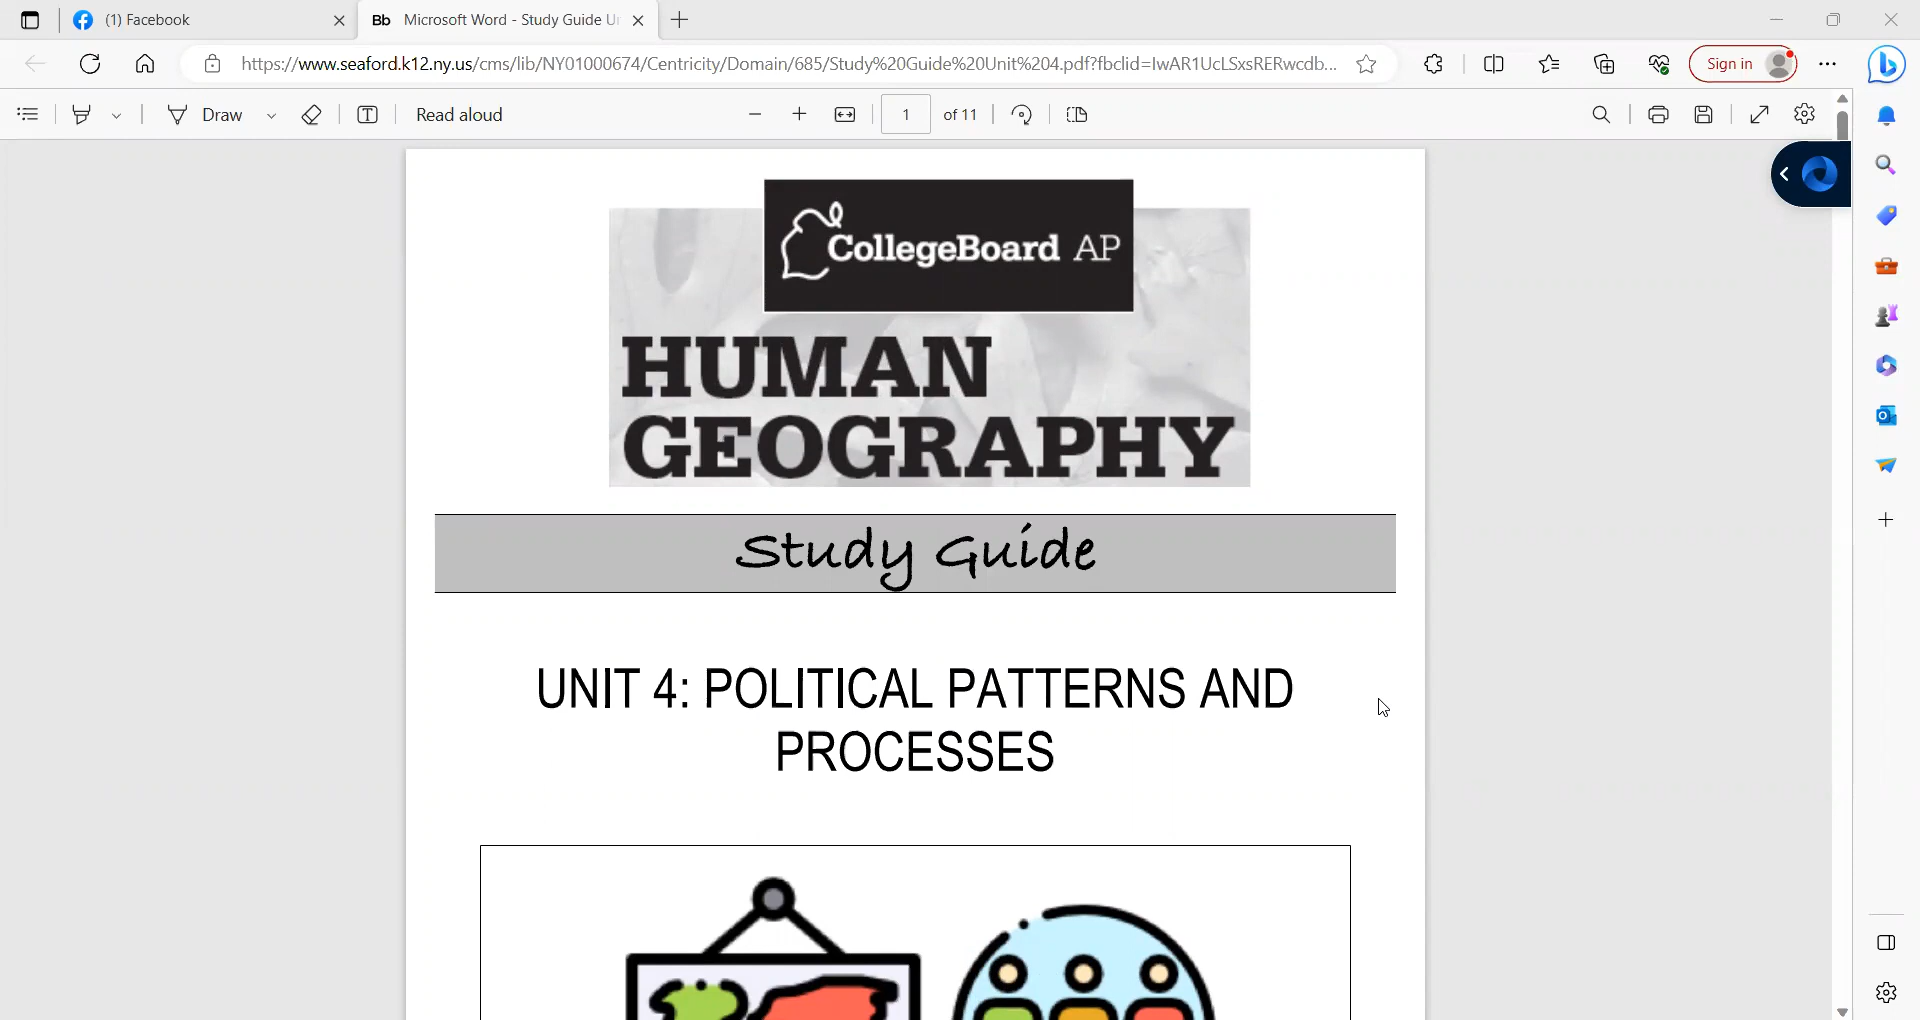 (1) Facebook
Bb Microsoft Word - Study Guide Un
https://www.seaford.k12.ny.us/cms/lib/NY01000674/Centricity/Domain/685/Study%20Guide%20Unit%204.pdf?fbclid=IwAR1UcLSxsRERwcdb...
Sign in
Draw
Read aloud
1 of 11
CollegeBoard AP
HUMAN
GEOGRAPHY
Study Guide
UNIT 4: POLITICAL PATTERNS AND
PROCESSES